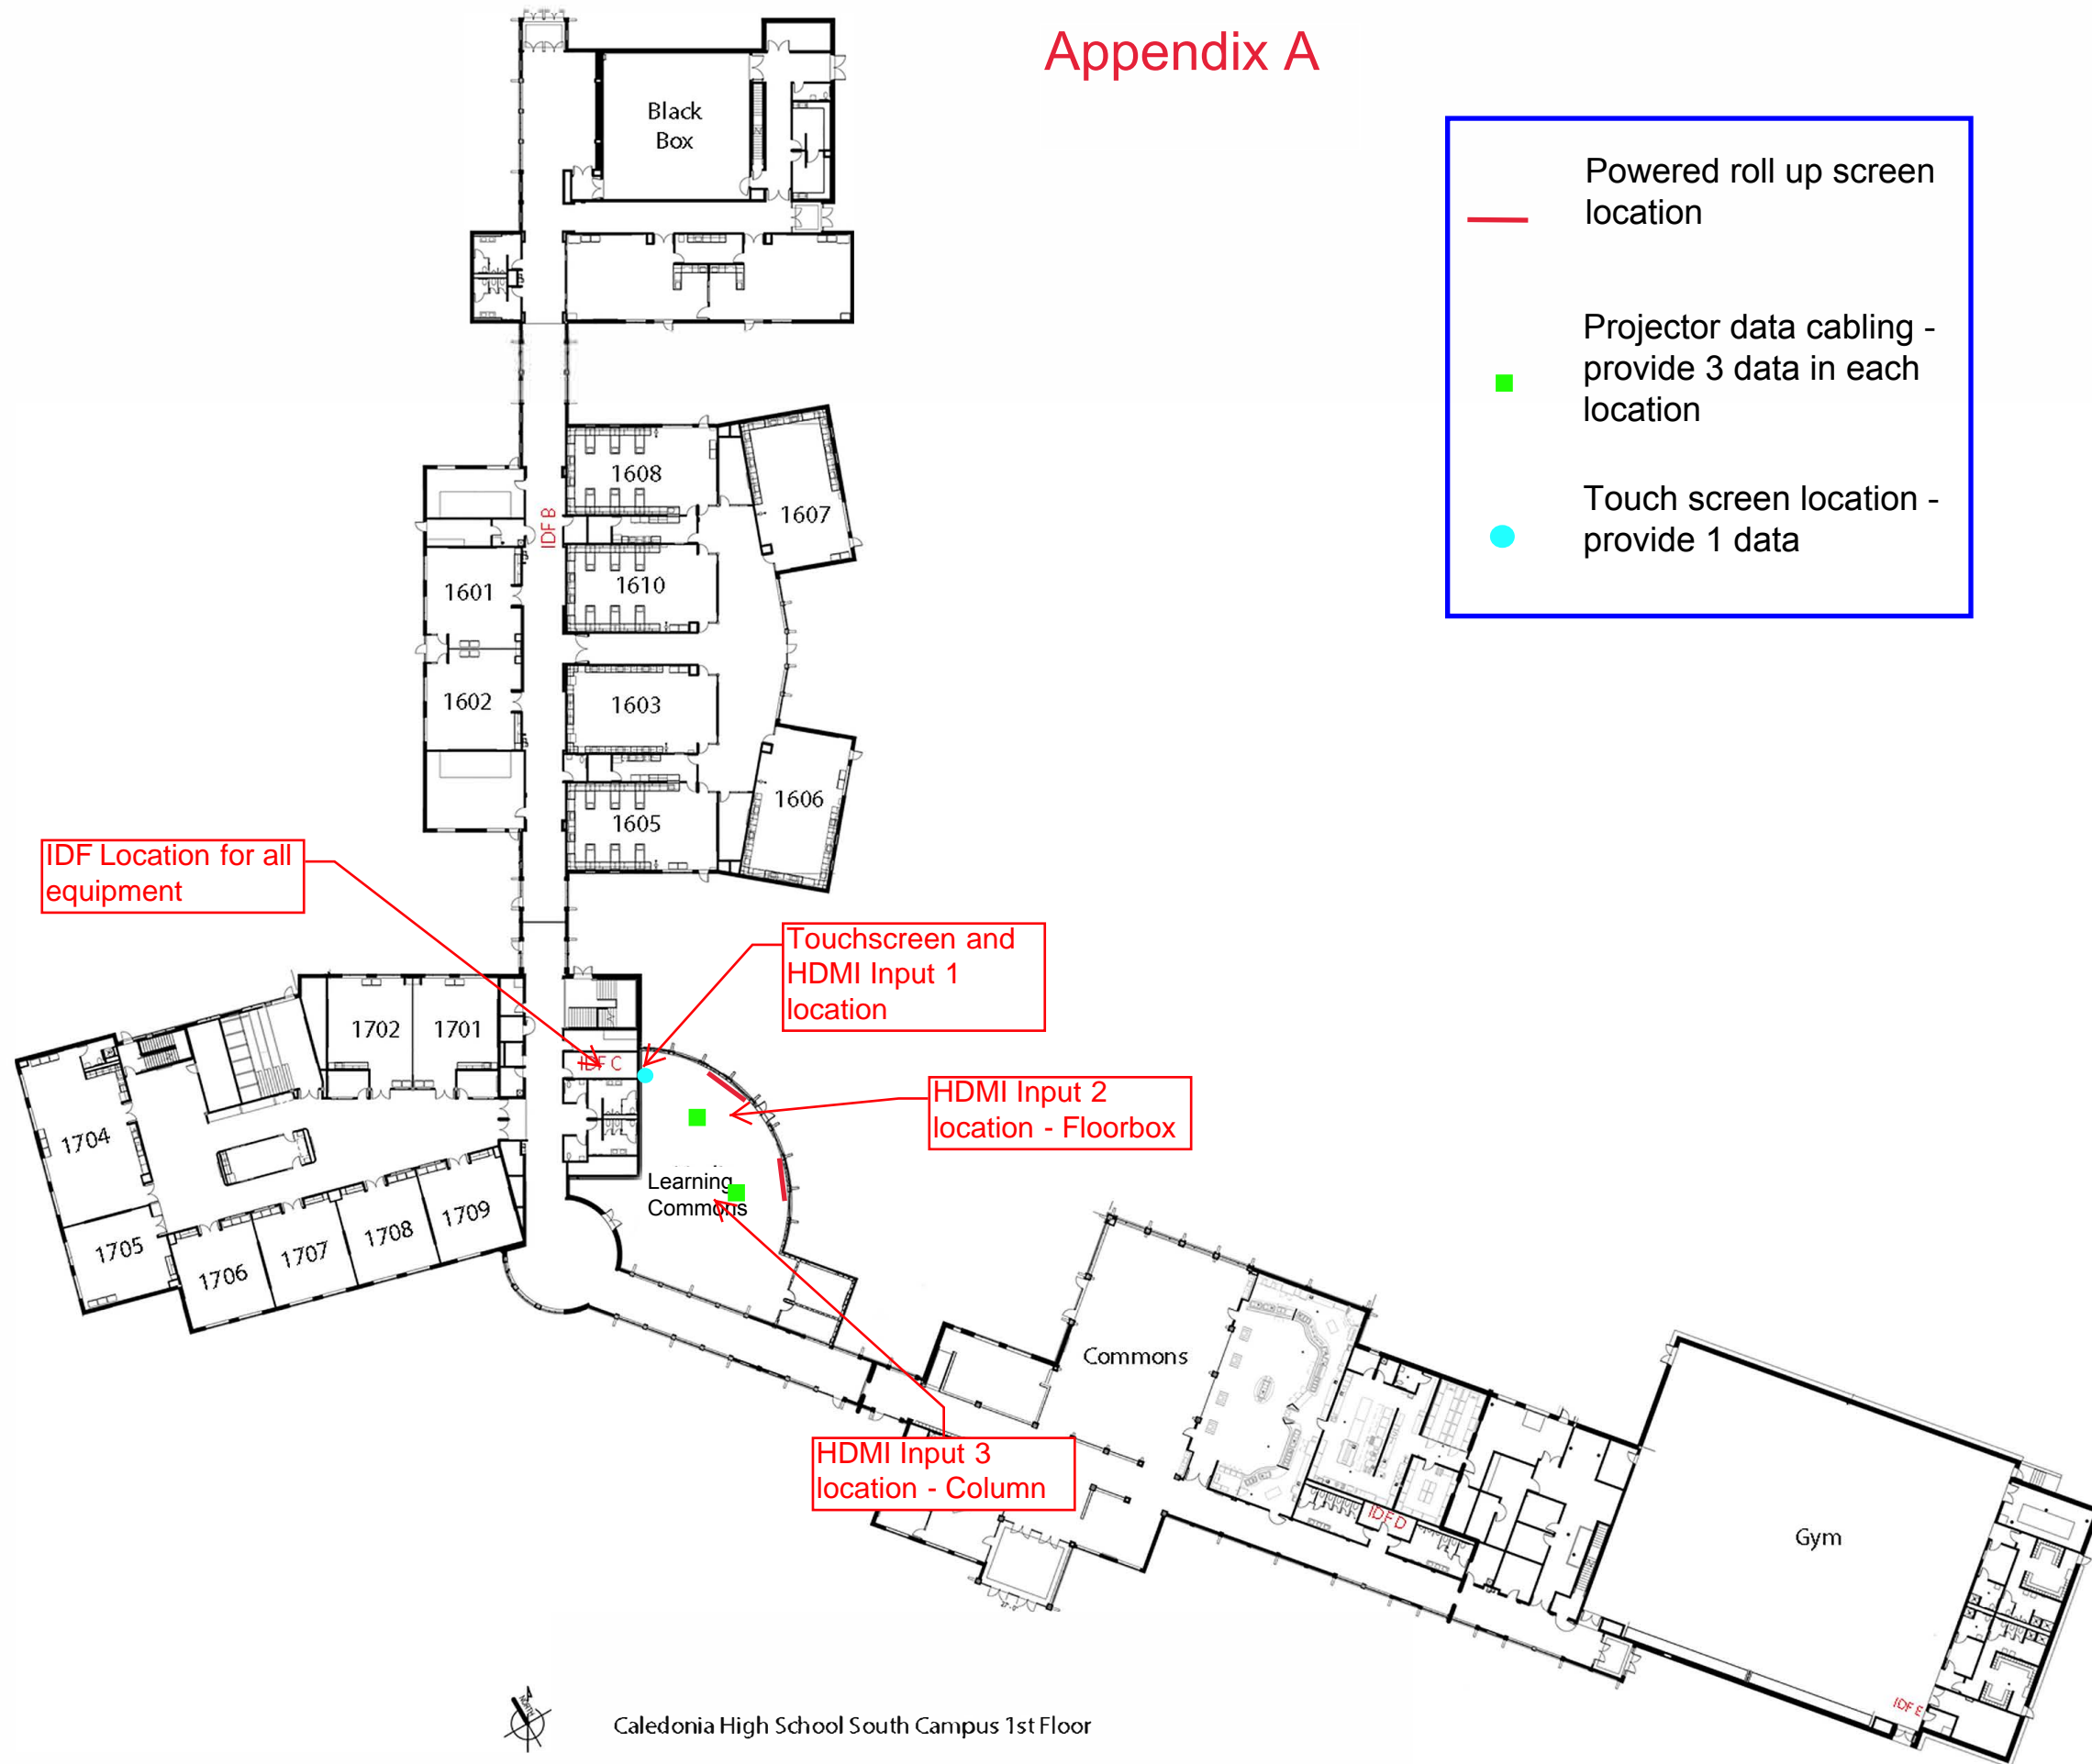 Appendix A
Black
Box
Powered roll up screen
location
Projector data cabling -
provide 3 data in each
location
Touch screen location -
provide 1 data
1608
1607
IDF B
1601
1610
1602
1603
1606
1605
IDF Location for all
equipment
Touchscreen and
HDMI Input 1
location
1702
1701
IDF C
HDMI Input 2
location - Floorbox
1704
Learning
Commons
1705
1706
1707
1708
1709
Commons
HDMI Input 3
location - Column
IDF D
Gym
IDF E
NORTH
Caledonia High School South Campus 1st Floor